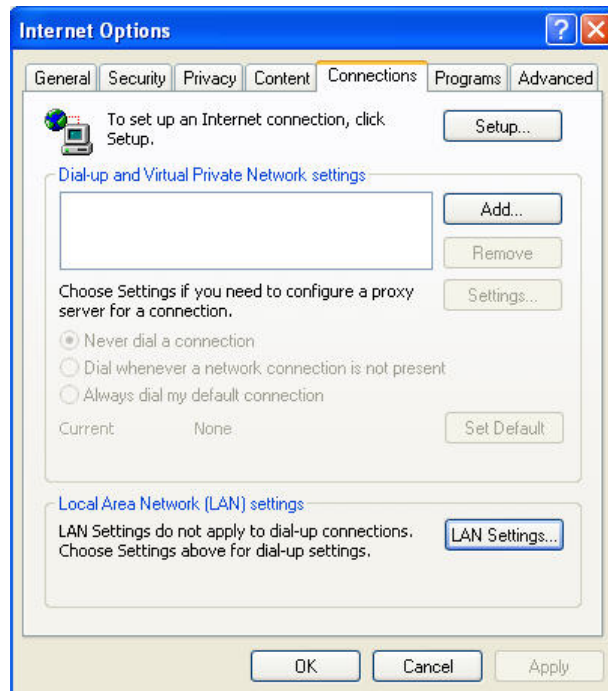 Internet Options
General Security Privacy Content Connections Programs Advanced
To set up an Internet connection, click
Setup.
Setup...
Dial-up and Virtual Private Network settings
Add...
Remove
Choose Settings if you need to configure a proxy
server for a connection.
Settings...
Never dial a connection
Dial whenever a network connection is not present
Always dial my default connection
Current None Set Default
Local Area Network (LAN) settings
LAN Settings do not apply to dial-up connections.
Choose Settings above for dial-up settings.
LAN Settings...
OK Cancel Apply